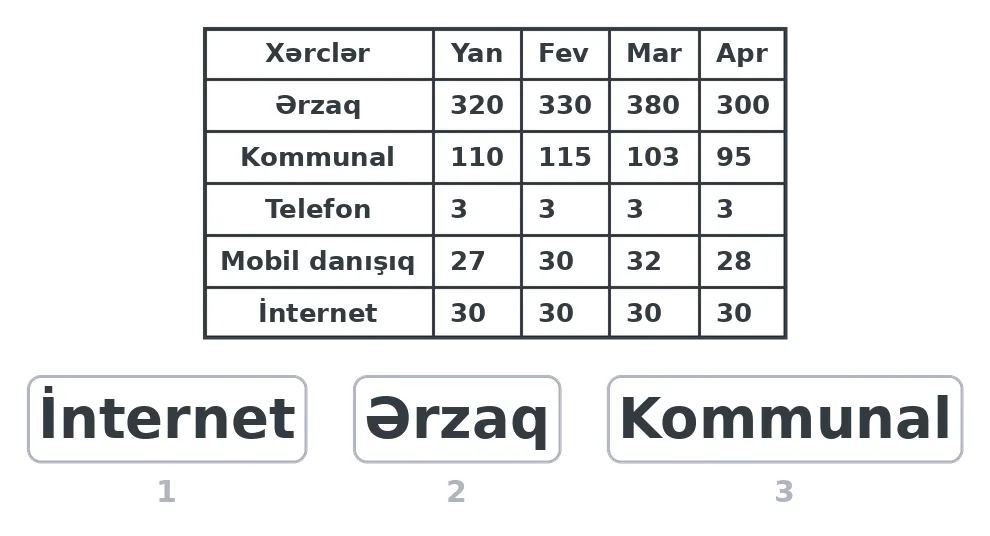 Xərclər Yan Fev Mar Apr
Ərzaq 320 330 380 300
Kommunal 110 115 103 95
Telefon 3 3 3 3
Mobil danışıq 27 30 32 28
İnternet 30 30 30 30
İnternet Ərzaq Kommunal
1 2 3